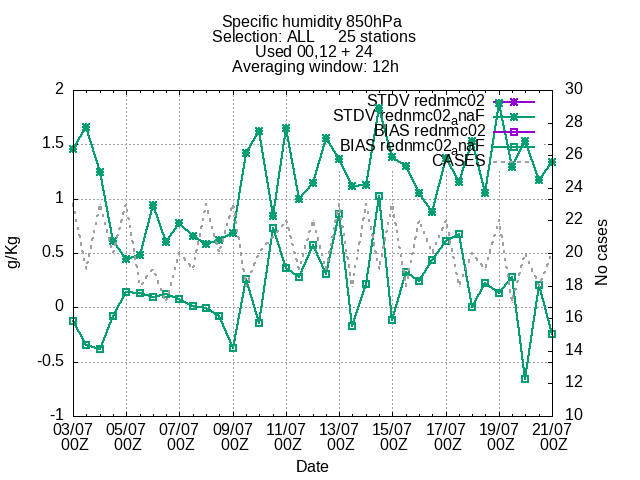 Specific humidity 850hPa
Selection: ALL 25 stations
Used 00,12 + 24
Averaging window: 12h
STDV rednmc02
STDV rednmc02anaF
BIAS rednmc02
BIAS rednmc02anaF
CASES
2
1.5
1
0.5
0
-0.5
-1
g/Kg
30
28
26
24
22
20
18
16
14
12
10
No cases
03/07 05/07 07/07 09/07 11/07 13/07 15/07 17/07 19/07 21/07
00Z 00Z 00Z 00Z 00Z 00Z 00Z 00Z 00Z 00Z
Date